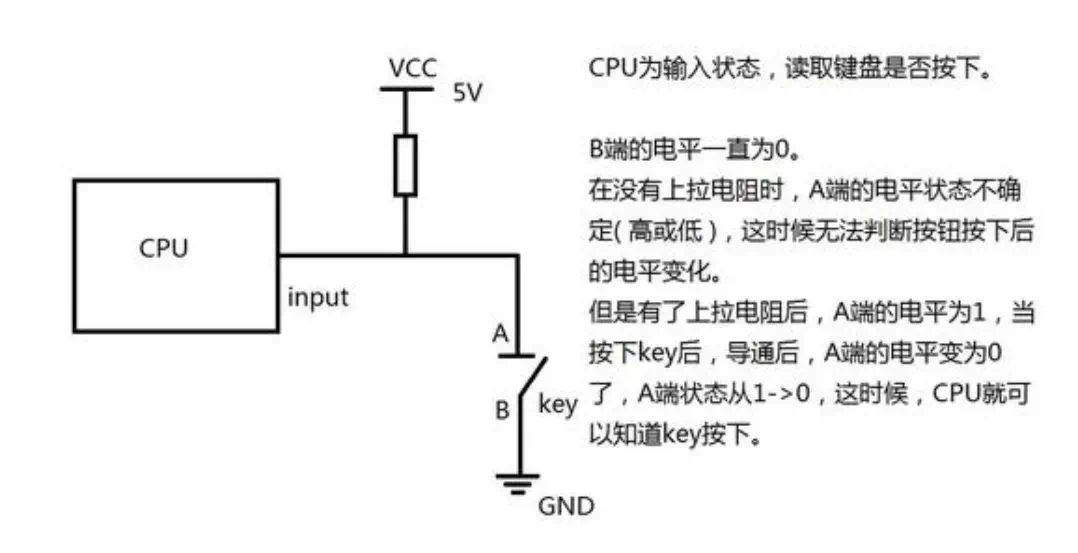 VCC
5V
CPU
input
A
B
key
GND
CPU为输入状态，读取键盘是否按下。
B端的电平一直为0。
在没有上拉电阻时，A端的电平状态不确
定(高或低)，这时候无法判断按钮按下后
的电平变化。
但是有了上拉电阻后，A端的电平为1，当
按下key后，导通后，A端的电平变为0
了，A端状态从1->0，这时候，CPU就可
以知道key按下。